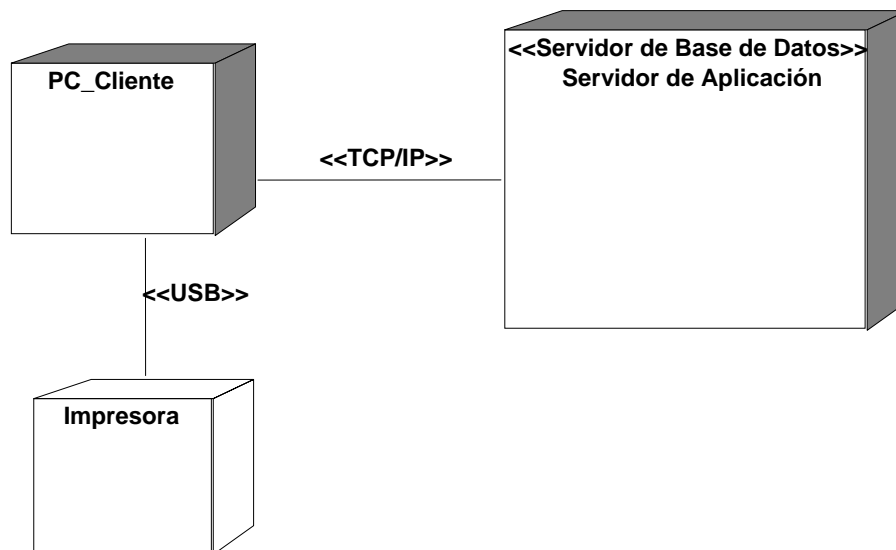 PC_Cliente
<<Servidor de Base de Datos>>
Servidor de Aplicación
<<TCP/IP>>
<<USB>>
Impresora